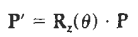 P′ = R_z(θ) · P